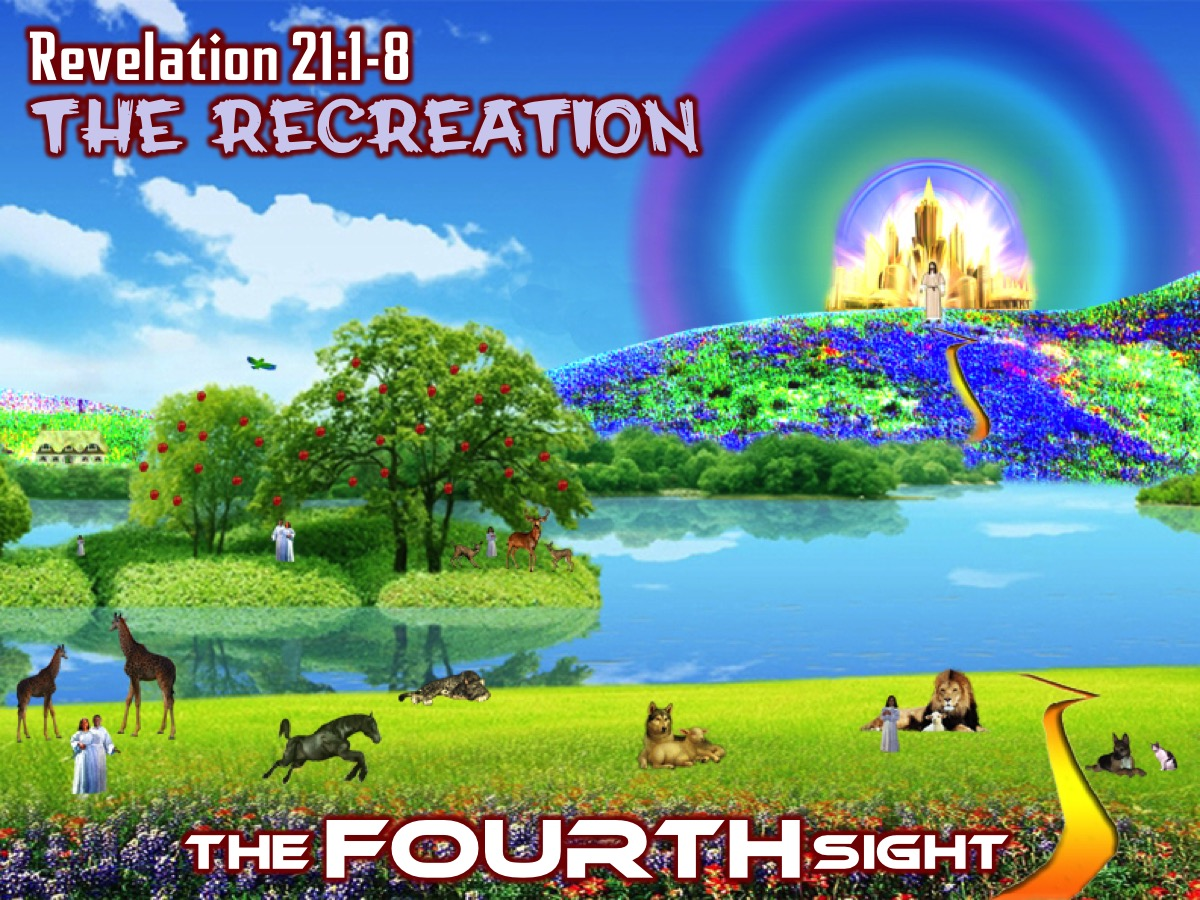 Revelation 21:1-8
THE RECREATION
THE FOURTH SIGHT